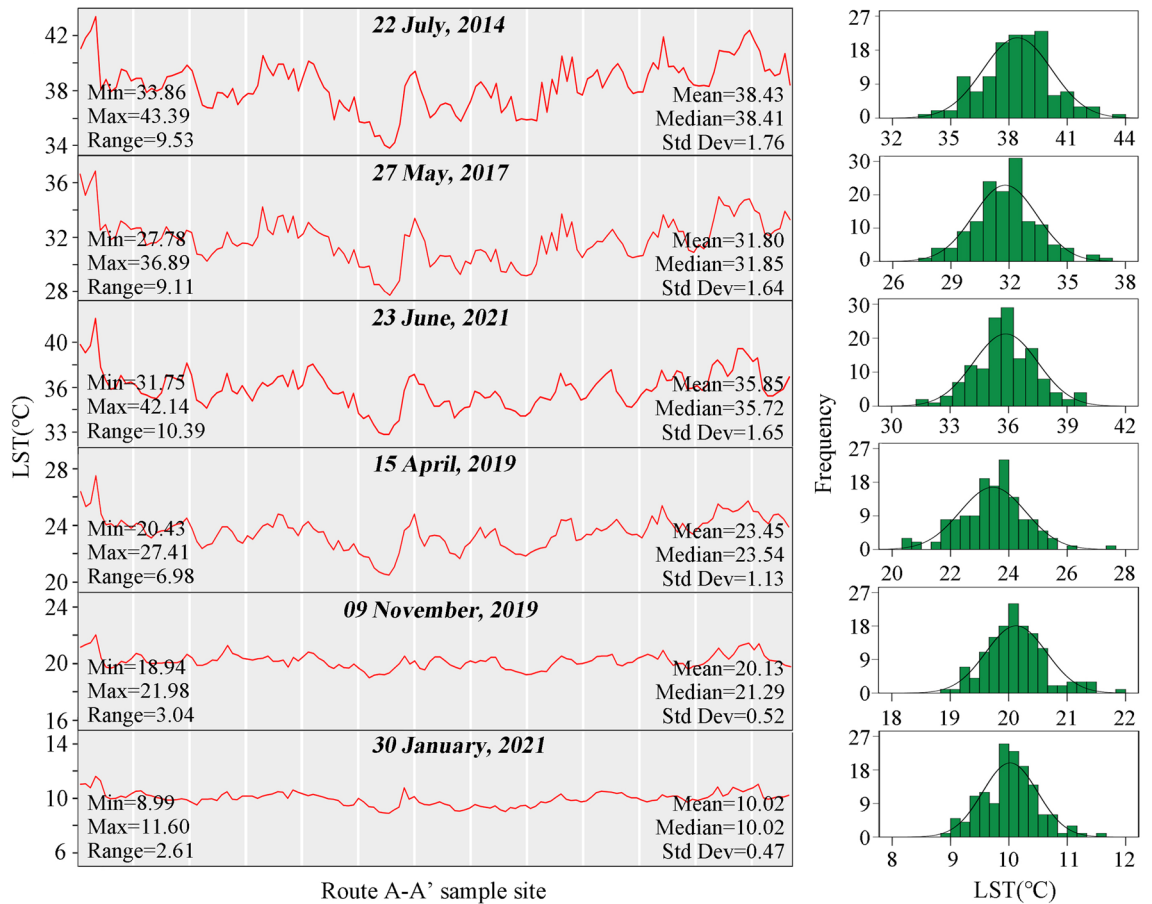 22 July, 2014
42
38
34
Min=33.86
Max=43.39
Range=9.53
Mean=38.43
Median=38.41
Std Dev=1.76
27
18
9
0
32 35 38 41 44
27 May, 2017
36
32
28
Min=27.78
Max=36.89
Range=9.11
Mean=31.80
Median=31.85
Std Dev=1.64
30
20
10
0
26 29 32 35 38
23 June, 2021
40
36
33
Min=31.75
Max=42.14
Range=10.39
Mean=35.85
Median=35.72
Std Dev=1.65
30
20
10
0
30 33 36 39 42
LST(℃)
Frequency
15 April, 2019
28
24
20
Min=20.43
Max=27.41
Range=6.98
Mean=23.45
Median=23.54
Std Dev=1.13
27
18
9
0
20 22 24 26 28
09 November, 2019
24
20
16
Min=18.94
Max=21.98
Range=3.04
Mean=20.13
Median=21.29
Std Dev=0.52
27
18
9
0
18 19 20 21 22
30 January, 2021
14
10
6
Min=8.99
Max=11.60
Range=2.61
Mean=10.02
Median=10.02
Std Dev=0.47
27
18
9
0
8 9 10 11 12
Route A-A’ sample site
LST(℃)